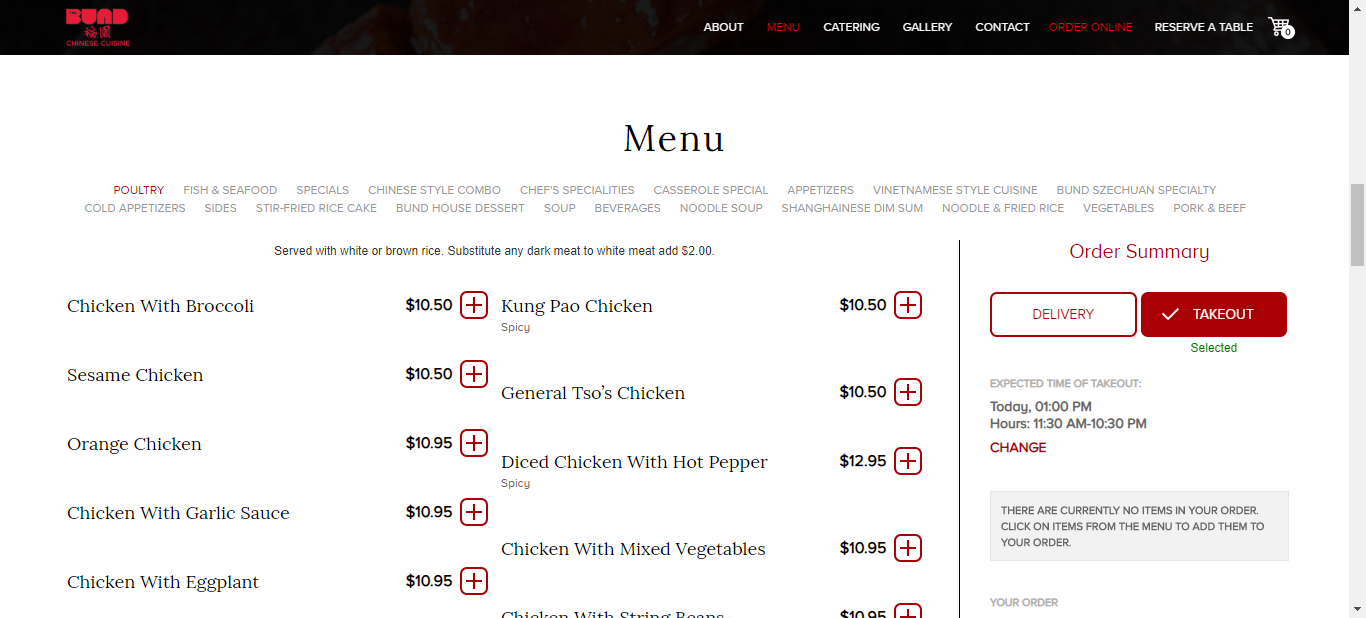 BUND
裕園
CHINESE CUISINE
ABOUT MENU CATERING GALLERY CONTACT ORDER ONLINE RESERVE A TABLE 0
Menu
POULTRY FISH & SEAFOOD SPECIALS CHINESE STYLE COMBO CHEF'S SPECIALITIES CASSEROLE SPECIAL APPETIZERS VINETNAMESE STYLE CUISINE BUND SZECHUAN SPECIALTY
COLD APPETIZERS SIDES STIR-FRIED RICE CAKE BUND HOUSE DESSERT SOUP BEVERAGES NOODLE SOUP SHANGHAINESE DIM SUM NOODLE & FRIED RICE VEGETABLES PORK & BEEF
Served with white or brown rice. Substitute any dark meat to white meat add $2.00.
Chicken With Broccoli $10.50
Sesame Chicken $10.50
Orange Chicken $10.95
Chicken With Garlic Sauce $10.95
Chicken With Eggplant $10.95
Kung Pao Chicken $10.50
Spicy
General Tso's Chicken $10.50
Diced Chicken With Hot Pepper $12.95
Spicy
Chicken With Mixed Vegetables $10.95
Chicken With String Beans $10.95
Order Summary
DELIVERY TAKEOUT
Selected
EXPECTED TIME OF TAKEOUT:
Today, 01:00 PM
Hours: 11:30 AM-10:30 PM
CHANGE
THERE ARE CURRENTLY NO ITEMS IN YOUR ORDER.
CLICK ON ITEMS FROM THE MENU TO ADD THEM TO
YOUR ORDER.
YOUR ORDER